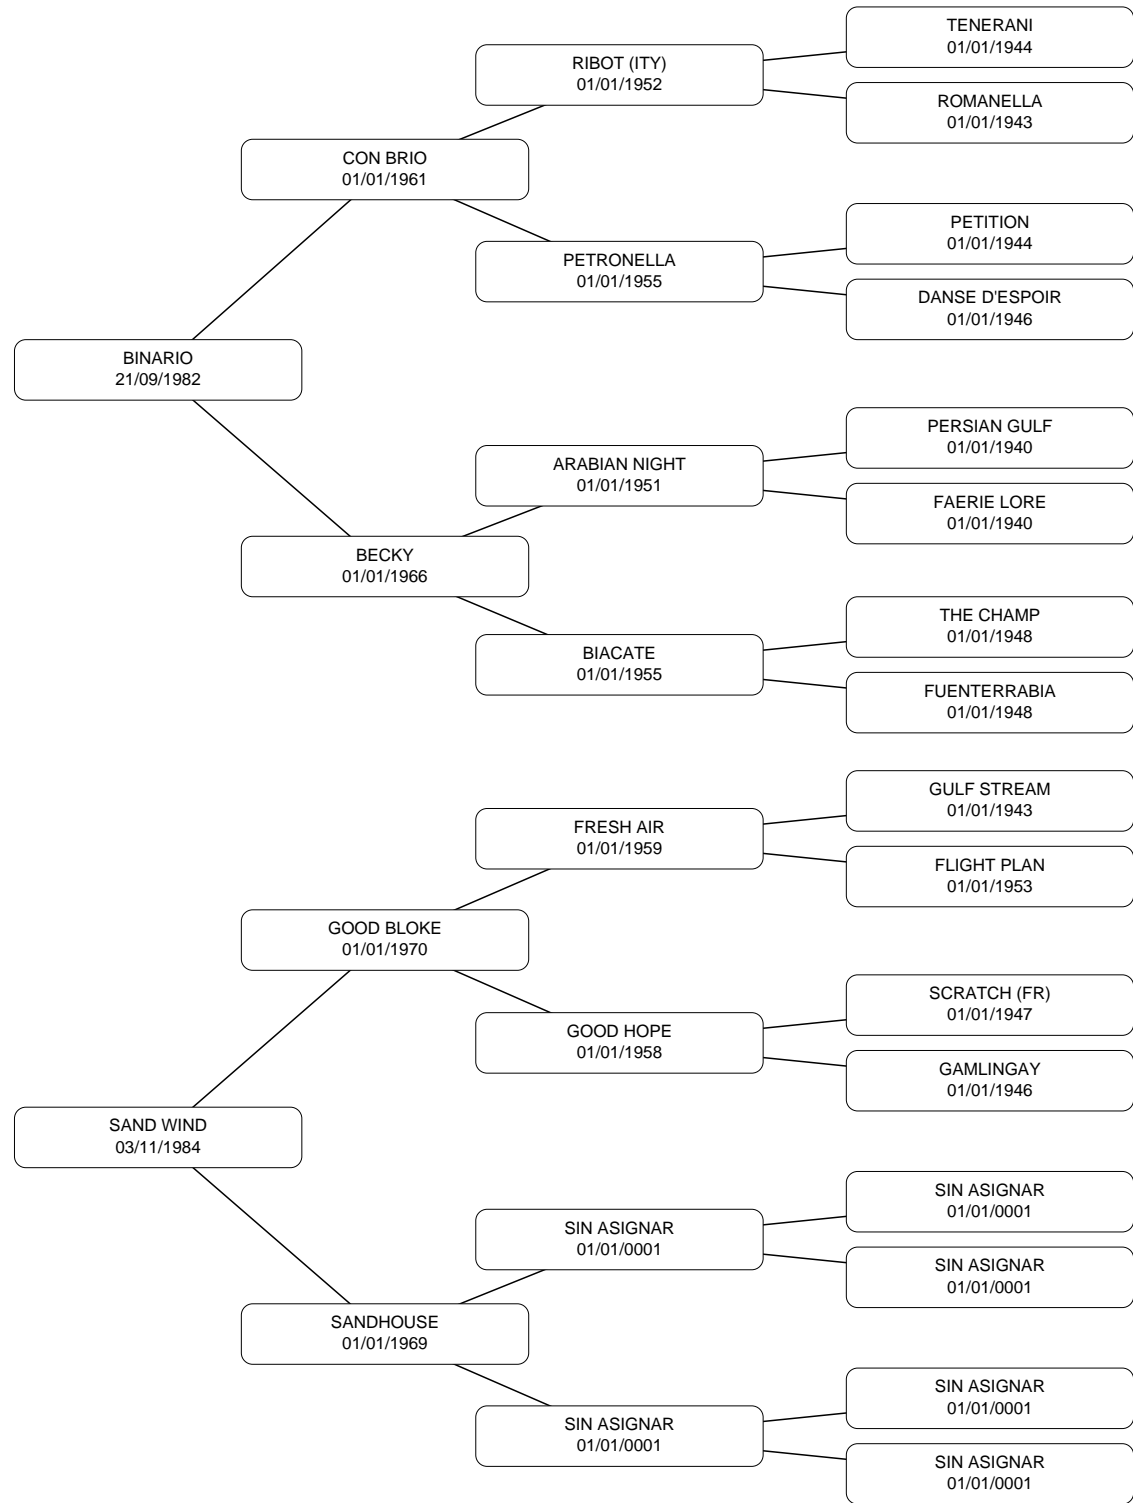 TENERANI
01/01/1944
RIBOT (ITY)
01/01/1952
ROMANELLA
01/01/1943
CON BRIO
01/01/1961
PETITION
01/01/1944
PETRONELLA
01/01/1955
DANSE D'ESPOIR
01/01/1946
BINARIO
21/09/1982
PERSIAN GULF
01/01/1940
ARABIAN NIGHT
01/01/1951
FAERIE LORE
01/01/1940
BECKY
01/01/1966
THE CHAMP
01/01/1948
BIACATE
01/01/1955
FUENTERRABIA
01/01/1948
GULF STREAM
01/01/1943
FRESH AIR
01/01/1959
FLIGHT PLAN
01/01/1953
GOOD BLOKE
01/01/1970
SCRATCH (FR)
01/01/1947
GOOD HOPE
01/01/1958
GAMLINGAY
01/01/1946
SAND WIND
03/11/1984
SIN ASIGNAR
01/01/0001
SIN ASIGNAR
01/01/0001
SIN ASIGNAR
01/01/0001
SANDHOUSE
01/01/1969
SIN ASIGNAR
01/01/0001
SIN ASIGNAR
01/01/0001
SIN ASIGNAR
01/01/0001